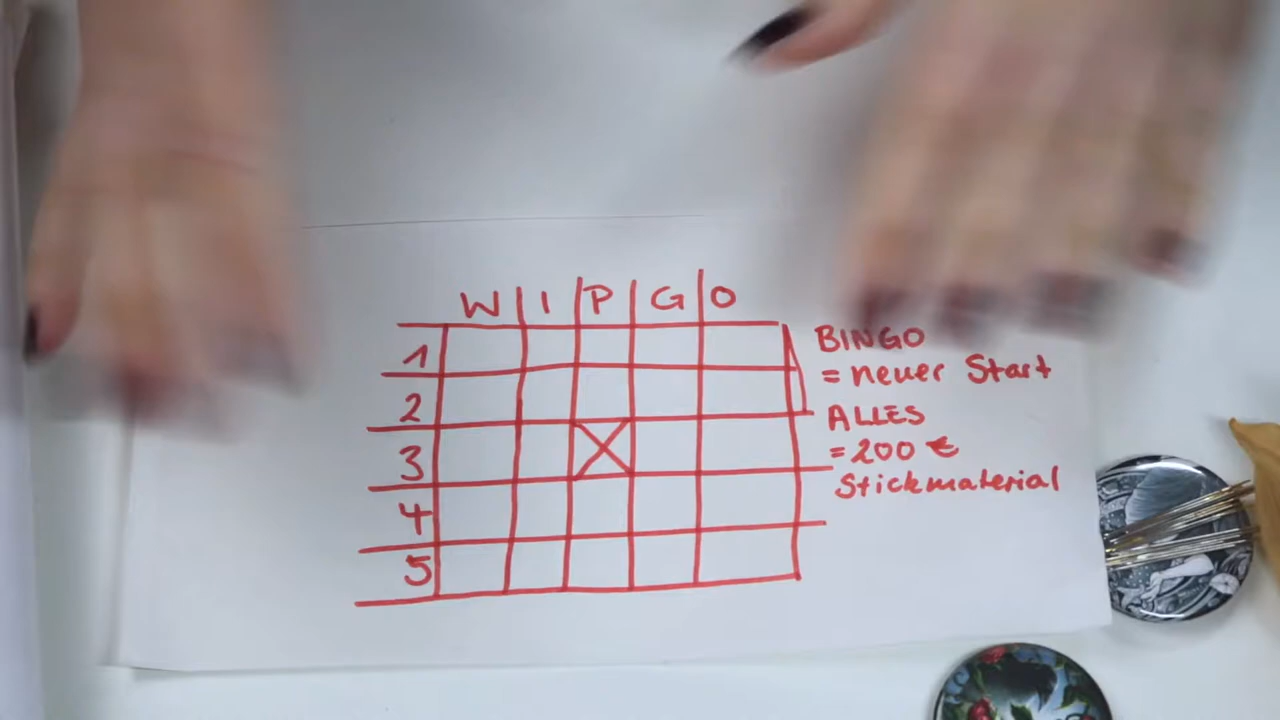 W I P G O
1
2
3
4
5
BINGO
= neuer Start
ALLES
= 200 €
Stickmaterial